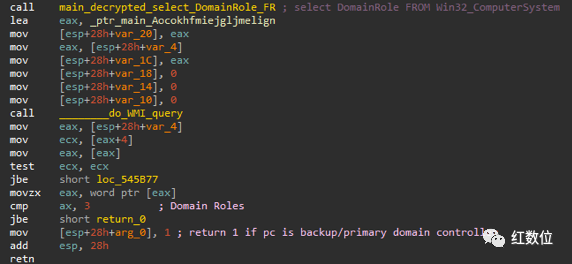 call main_decrypted_select_DomainRole_FR ; select DomainRole FROM Win32_ComputerSystem
lea eax, _ptr_main_Aocokhfmiejgljmelign
mov [esp+28h+var_20], eax
lea eax, [esp+28h+var_4]
mov [esp+28h+var_1C], eax
mov [esp+28h+var_18], 0
mov [esp+28h+var_14], 0
mov [esp+28h+var_10], 0
call ________do_WMI_query
mov eax, [esp+28h+var_4]
mov ecx, [eax+4]
mov eax, [eax]
test ecx, ecx
jbe short loc_545B77
movzx eax, word ptr [eax]
cmp ax, 3 ; Domain Roles
jbe short return_0
mov [esp+28h+arg_0], 1 ; return 1 if pc is backup/primary domain control
add esp, 28h
retn
红数位